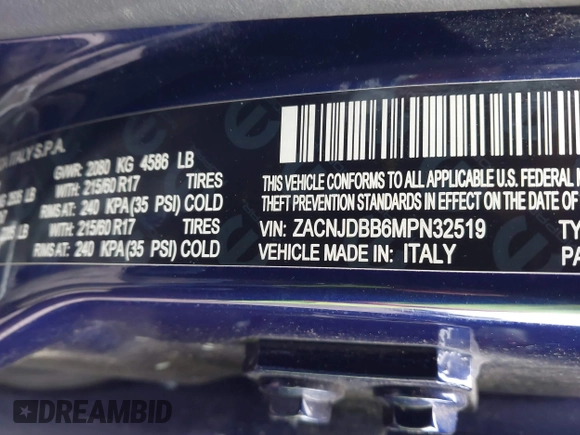 ITALY S.P.A.
GVWR: 2080 KG 4586 LB
LB WITH: 215/60 R17 TIRES
RIMS AT: 240 KPA(35 PSI) COLD
LB WITH: 215/60 R17 TIRES
RIMS AT: 240 KPA(35 PSI) COLD
THIS VEHICLE CONFORMS TO ALL APPLICABLE U.S. FEDERAL
THEFT PREVENTION STANDARDS IN EFFECT ON THE DATE OF
VIN: ZACNJDBB6MPN32519
VEHICLE MADE IN: ITALY
DREAMBID